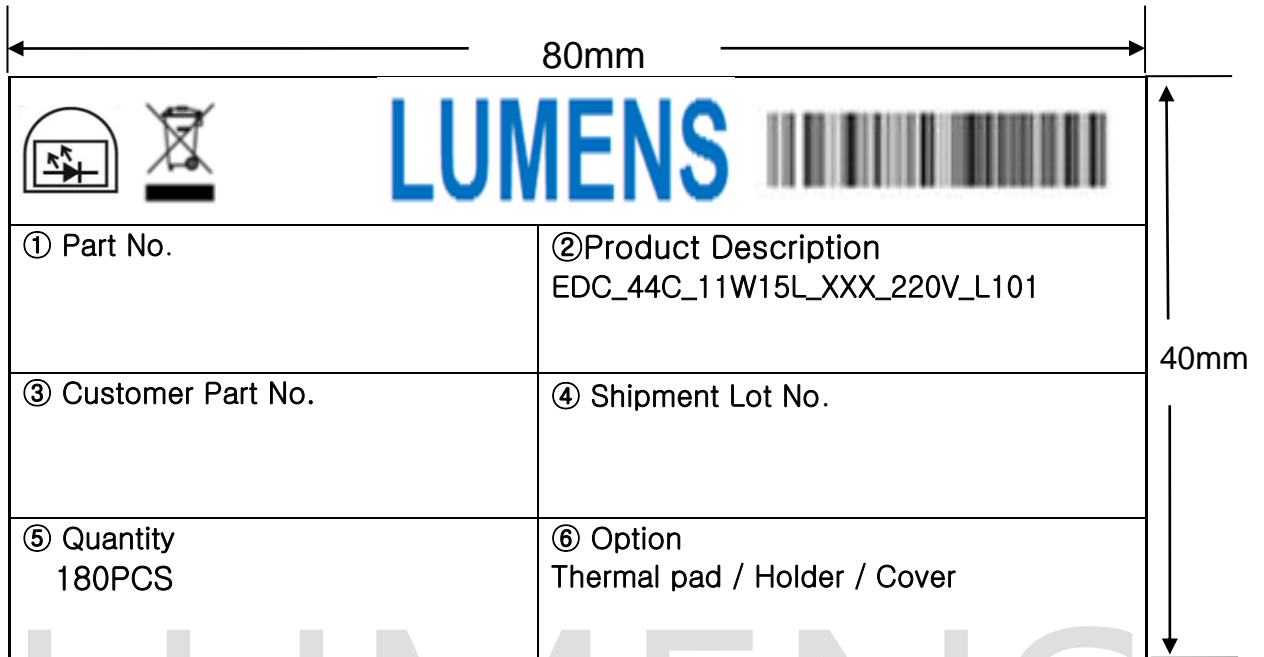 80mm
LUMENS
① Part No.
②Product Description
EDC_44C_11W15L_XXX_220V_L101
40mm
③ Customer Part No.
④ Shipment Lot No.
⑤ Quantity
180PCS
⑥ Option
Thermal pad / Holder / Cover
LUMENS